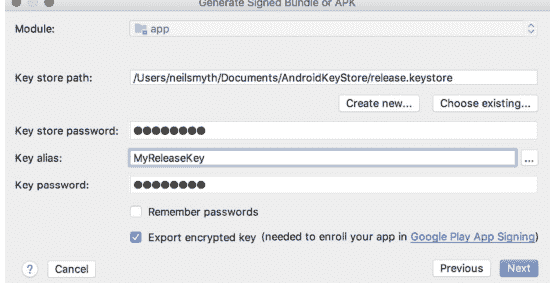 Generate Signed Bundle or APK
Module: app
Key store path: /Users/neilsmyth/Documents/AndroidKeyStore/release.keystore
Create new... Choose existing...
Key store password: ●●●●●●●●
Key alias: MyReleaseKey ...
Key password: ●●●●●●●●
Remember passwords
Export encrypted key (needed to enroll your app in Google Play App Signing)
? Cancel Previous Next